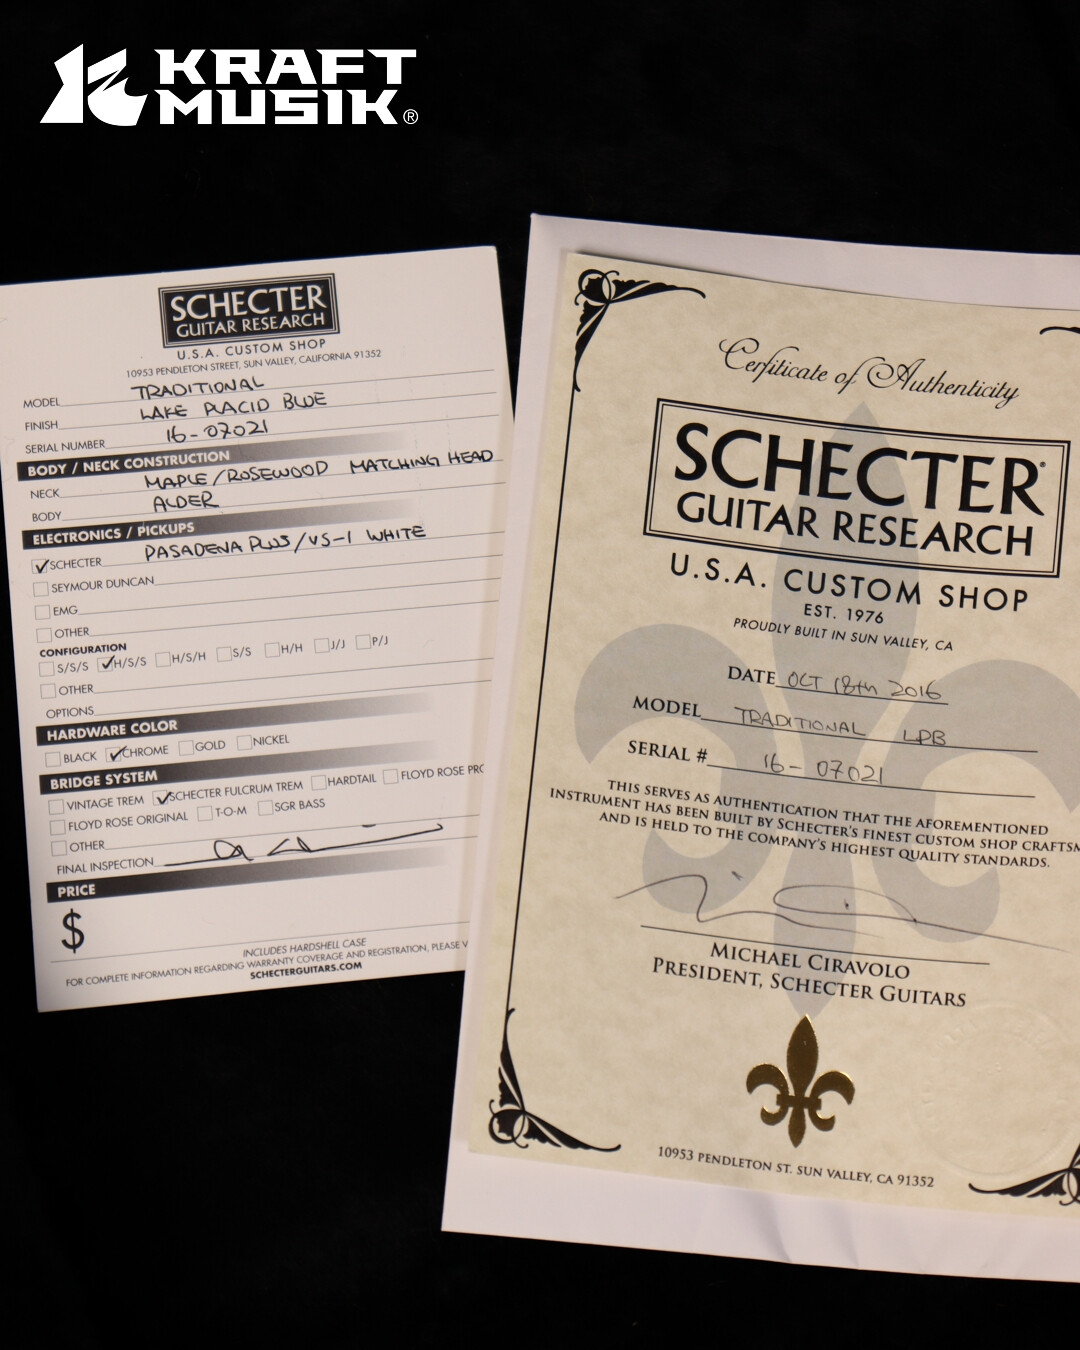 KRAFT
MUSIK®
SCHECTER
GUITAR RESEARCH
U.S.A. CUSTOM SHOP
10953 PENDLETON STREET, SUN VALLEY, CALIFORNIA 91352
MODEL TRADITIONAL
FINISH LAKE PLACID BLUE
SERIAL NUMBER 16-07021
BODY / NECK CONSTRUCTION
NECK MAPLE/ROSEWOOD MATCHING HEAD
BODY ALDER
ELECTRONICS / PICKUPS
SCHECTER PASADENA PLUS/VS-1 WHITE
SEYMOUR DUNCAN
EMG
OTHER
CONFIGURATION
S/S/S H/S/S H/S/H S/S H/H J/J P/J
OTHER
OPTIONS
HARDWARE COLOR
BLACK CHROME GOLD NICKEL
BRIDGE SYSTEM
VINTAGE TREM SCHECTER FULCRUM TREM HARDTAIL FLOYD ROSE PRO
FLOYD ROSE ORIGINAL T-O-M SGR BASS
OTHER
FINAL INSPECTION
PRICE
$
INCLUDES HARDSHELL CASE
FOR COMPLETE INFORMATION REGARDING WARRANTY COVERAGE AND REGISTRATION, PLEASE V
SCHECTERGUITARS.COM
Certificate of Authenticity
SCHECTER®
GUITAR RESEARCH
U.S.A. CUSTOM SHOP
EST. 1976
PROUDLY BUILT IN SUN VALLEY, CA
DATE OCT 18th 2016
MODEL TRADITIONAL LPB
SERIAL # 16-07021
THIS SERVES AS AUTHENTICATION THAT THE AFOREMENTIONED
INSTRUMENT HAS BEEN BUILT BY SCHECTER'S FINEST CUSTOM SHOP CRAFTSM
AND IS HELD TO THE COMPANY'S HIGHEST QUALITY STANDARDS.
MICHAEL CIRAVOLO
PRESIDENT, SCHECTER GUITARS
10953 PENDLETON ST. SUN VALLEY, CA 91352